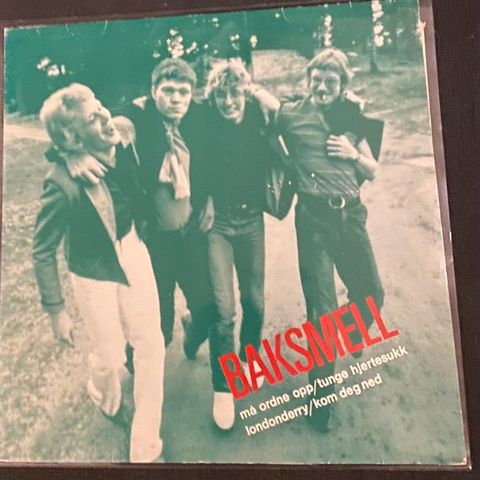 BAKSMELL
må ordne opp/tunge hjertesukk
londonderry/kom deg ned